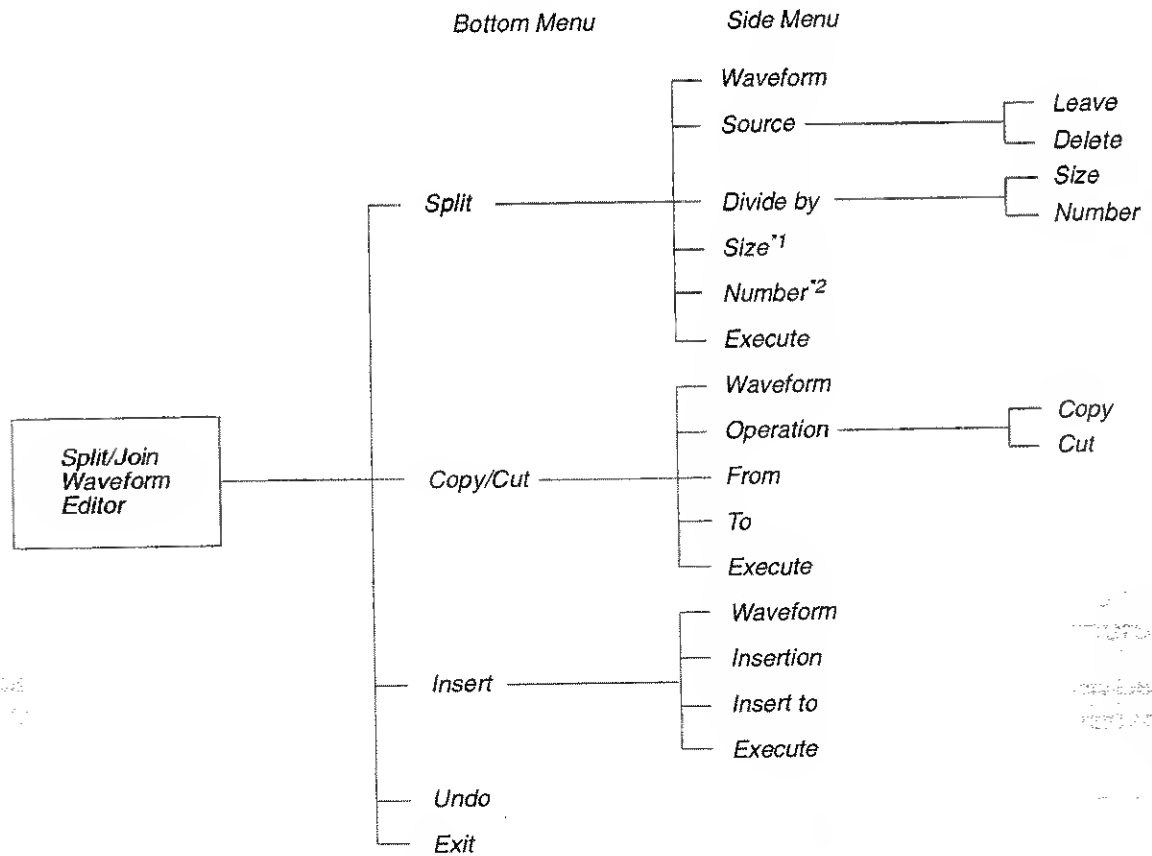 Bottom Menu Side Menu
Waveform
Source
Leave
Delete
Split
Divide by
Size
Number
Size*1
Number*2
Execute
Split/Join
Waveform
Editor
Copy/Cut
Waveform
Operation
Copy
Cut
From
To
Execute
Insert
Waveform
Insertion
Insert to
Execute
Undo
Exit